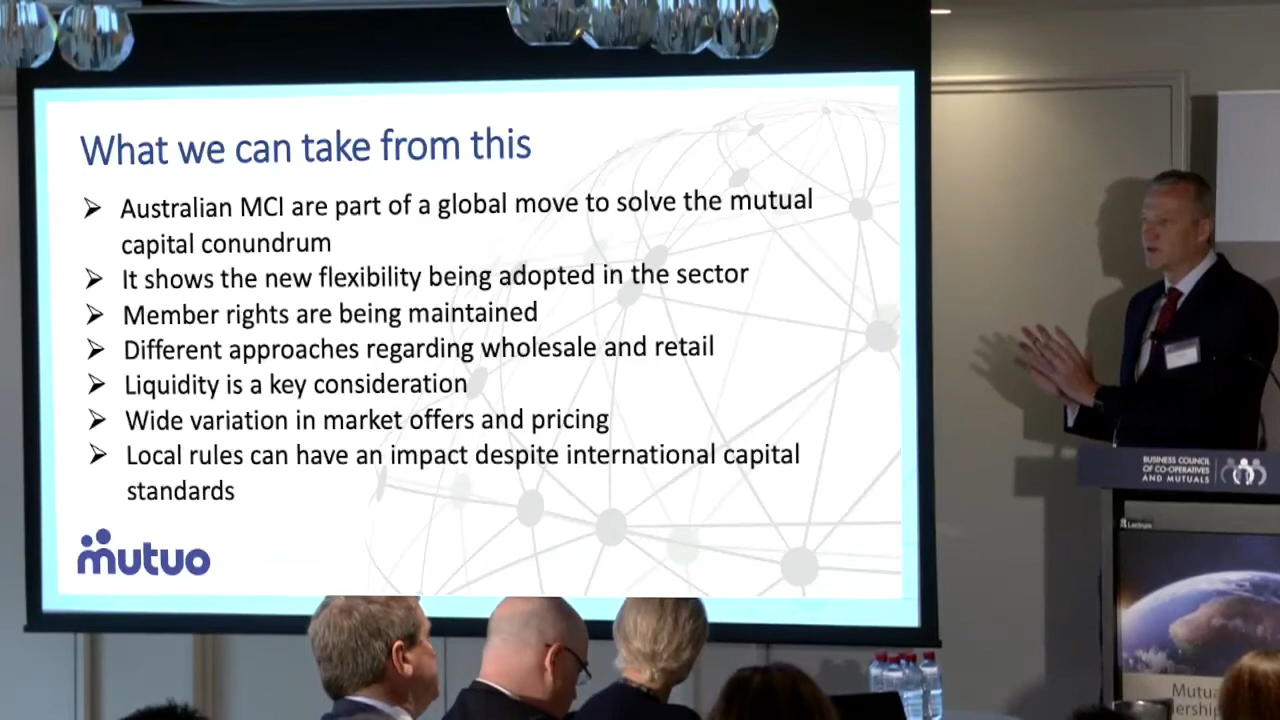 What we can take from this
➢ Australian MCI are part of a global move to solve the mutual
capital conundrum
➢ It shows the new flexibility being adopted in the sector
➢ Member rights are being maintained
➢ Different approaches regarding wholesale and retail
➢ Liquidity is a key consideration
➢ Wide variation in market offers and pricing
➢ Local rules can have an impact despite international capital
standards
mutuo
BUSINESS COUNCIL
OF CO-OPERATIVES
AND MUTUALS
Lectrum